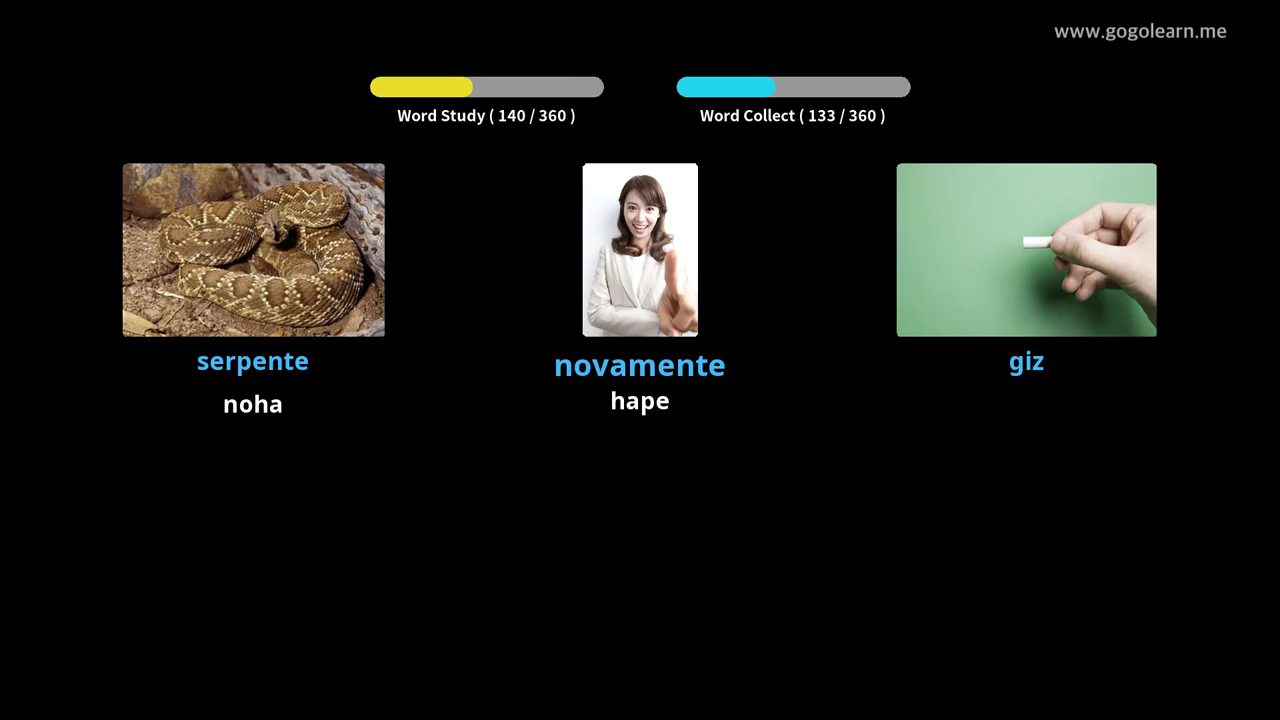 www.gogolearn.me
Word Study ( 140 / 360 )
Word Collect ( 133 / 360 )
serpente
novamente
giz
noha
hape